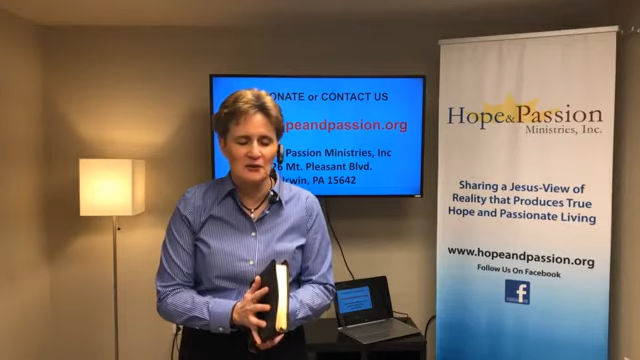 ONATE or CONTACT US
hopeandpassion.org
Passion Ministries, Inc
Mt. Pleasant Blvd.
Irwin, PA 15642
Hope&Passion
Ministries, Inc.
Sharing a Jesus-View of
Reality that Produces True
Hope and Passionate Living
www.hopeandpassion.org
Follow Us On Facebook
f